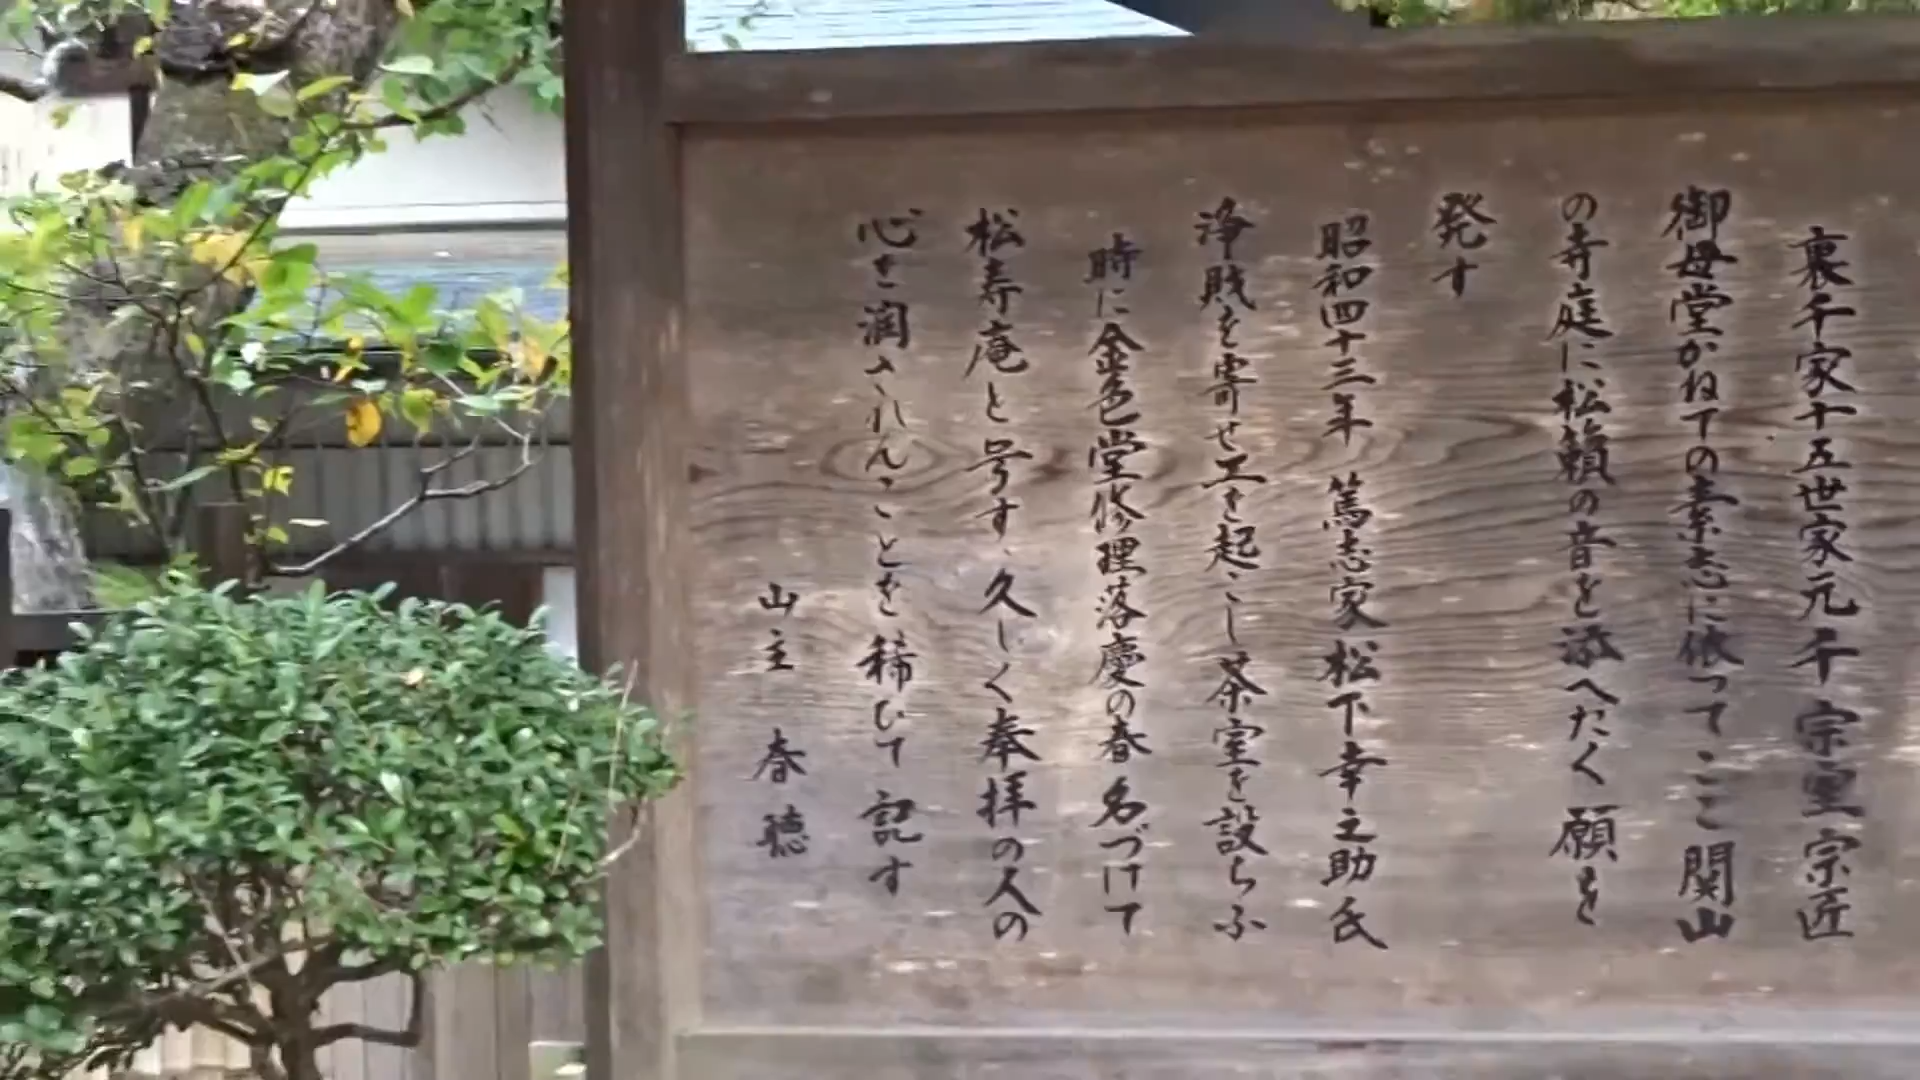 裏千家十五世家元千宗室宗匠
御母堂かねての素志に依ってここ関山
の寺庭に松籟の音を添へたく願を
発す
昭和四十三年 篤志家松下幸之助氏
浄賎を寄せ工を起こし茶室を設らふ
時に金色堂修理落慶の春名づけて
松寿庵と号す、久しく奉拝の人の
心を潤されんことを稀ひて記す
山主 春聴